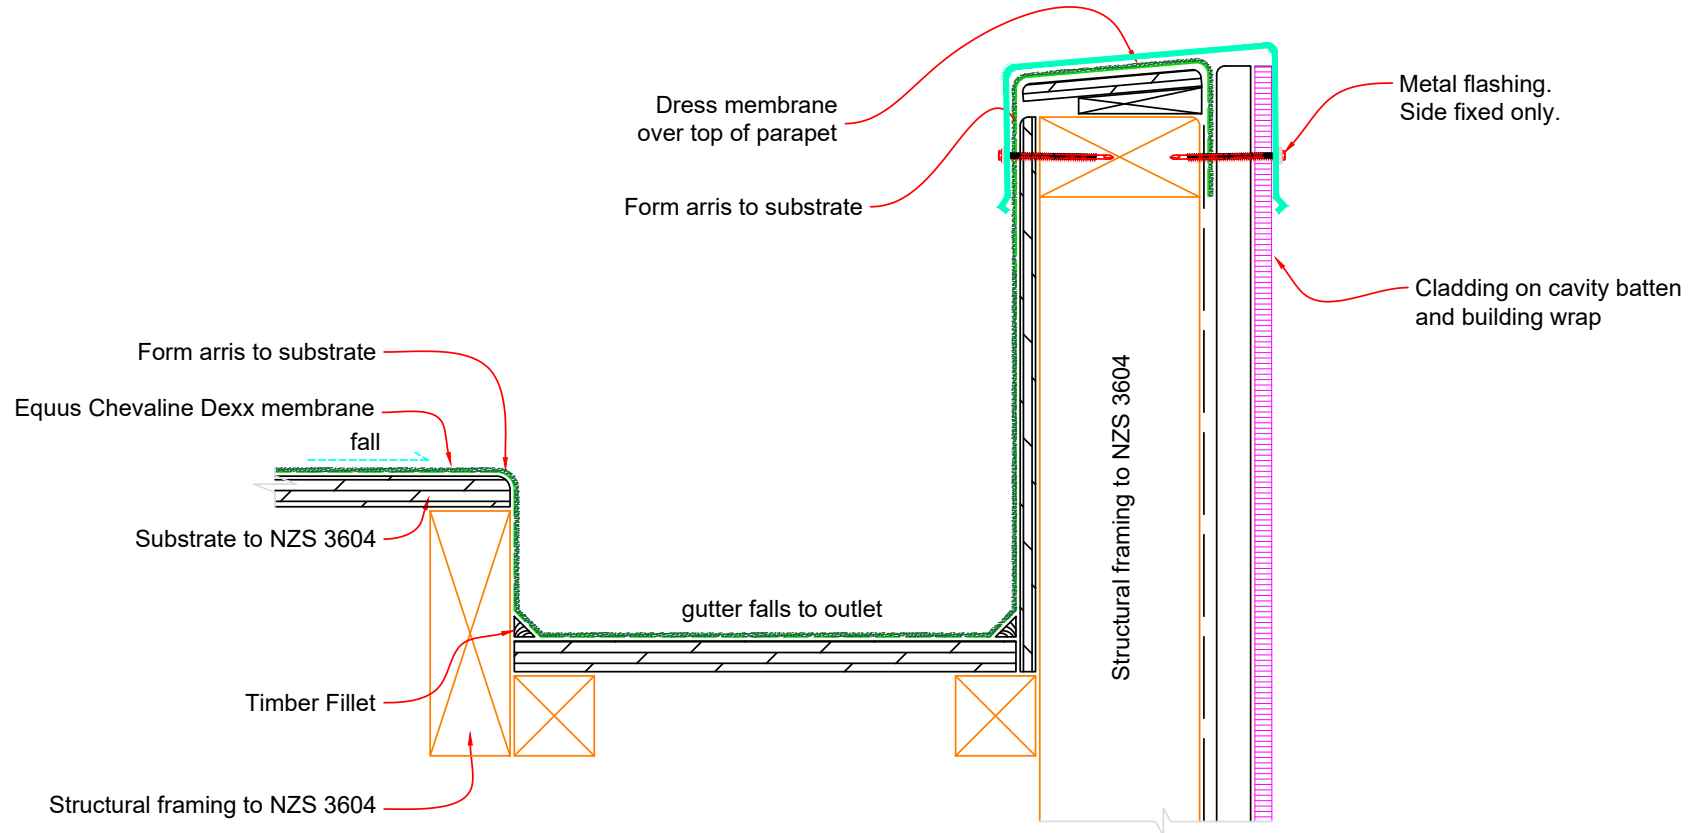 Metal flashing.
Side fixed only.
Dress membrane
over top of parapet
Form arris to substrate
Cladding on cavity batten
and building wrap
Form arris to substrate
Equus Chevaline Dexx membrane
fall
Substrate to NZS 3604
gutter falls to outlet
Structural framing to NZS 3604
Timber Fillet
Structural framing to NZS 3604